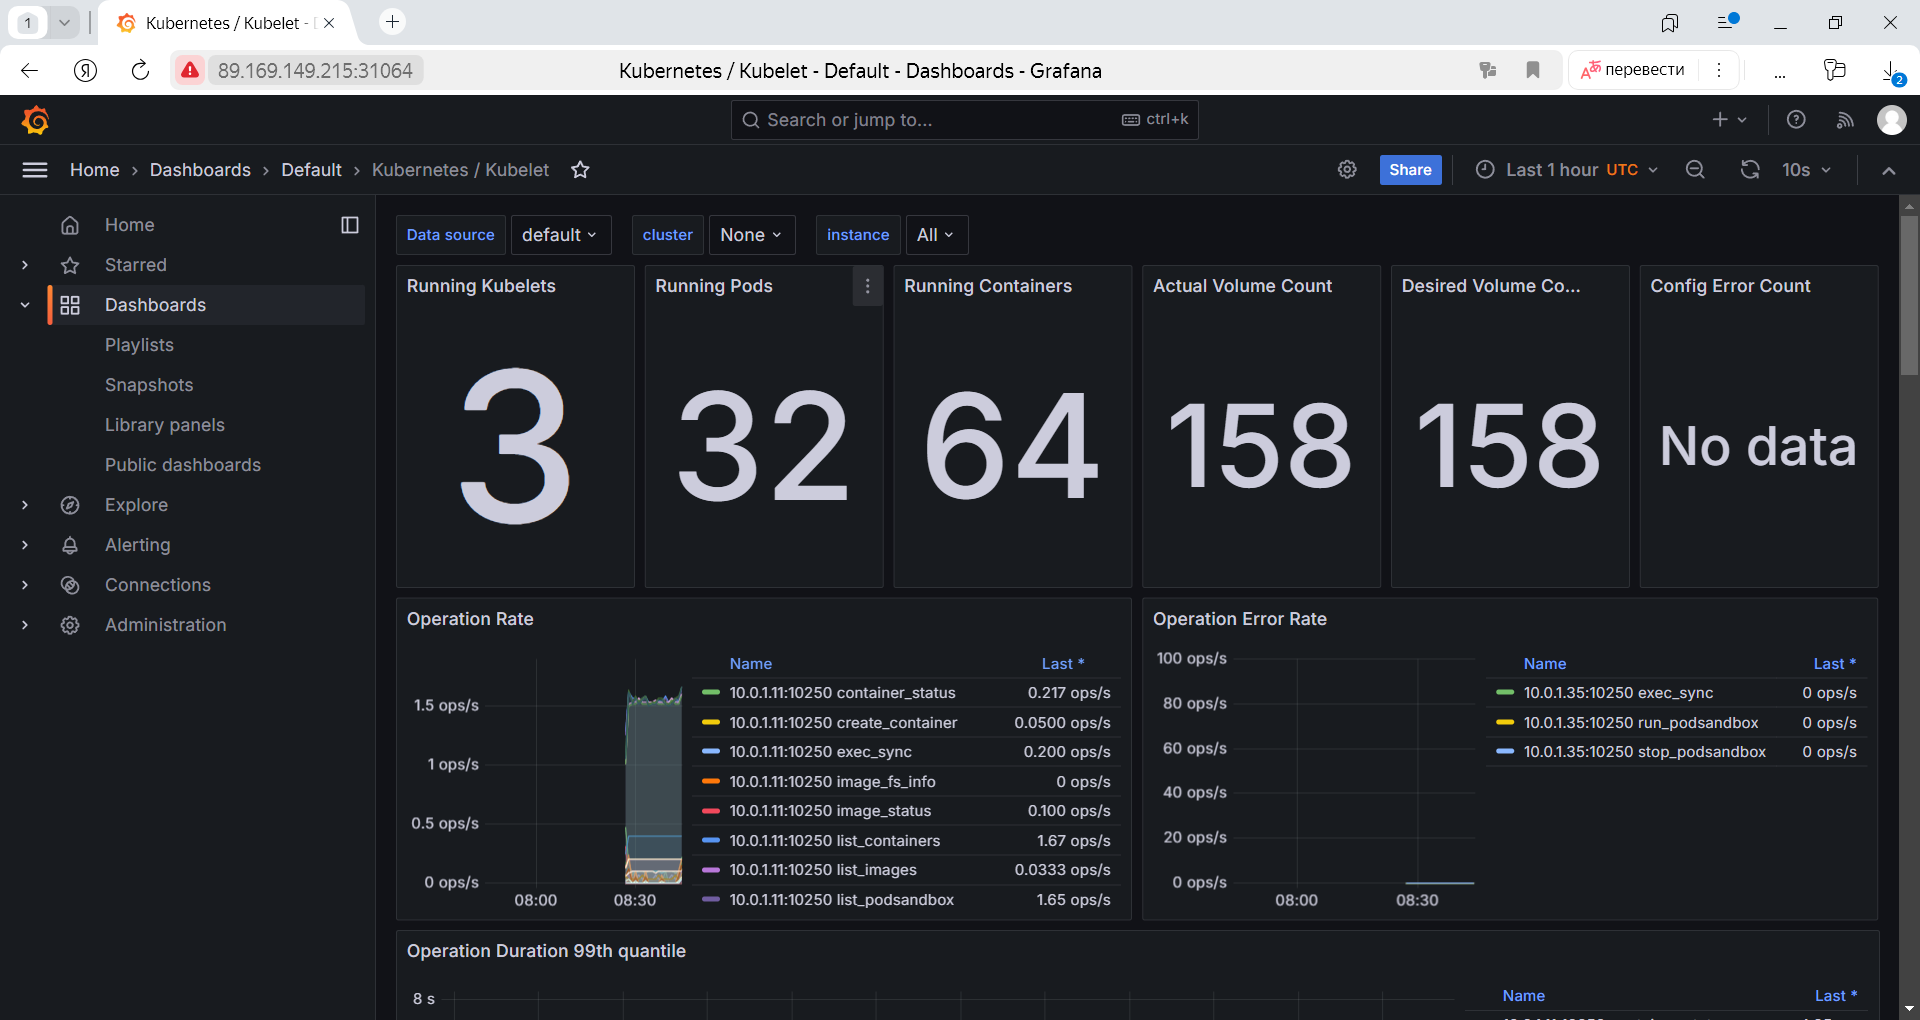 1
Kubernetes / Kubelet - D
89.169.149.215:31064
Kubernetes / Kubelet - Default - Dashboards - Grafana
перевести
2
Search or jump to...
ctrl+k
Home › Dashboards › Default › Kubernetes / Kubelet
Share
Last 1 hour UTC
10s
Home
Starred
Dashboards
Playlists
Snapshots
Library panels
Public dashboards
Explore
Alerting
Connections
Administration
Data source default
cluster None
instance All
Running Kubelets
3
Running Pods
32
Running Containers
64
Actual Volume Count
158
Desired Volume Co...
158
Config Error Count
No data
Operation Rate
1.5 ops/s
1 ops/s
0.5 ops/s
0 ops/s
08:00
08:30
Name Last *
10.0.1.11:10250 container_status 0.217 ops/s
10.0.1.11:10250 create_container 0.0500 ops/s
10.0.1.11:10250 exec_sync 0.200 ops/s
10.0.1.11:10250 image_fs_info 0 ops/s
10.0.1.11:10250 image_status 0.100 ops/s
10.0.1.11:10250 list_containers 1.67 ops/s
10.0.1.11:10250 list_images 0.0333 ops/s
10.0.1.11:10250 list_podsandbox 1.65 ops/s
Operation Error Rate
100 ops/s
80 ops/s
60 ops/s
40 ops/s
20 ops/s
0 ops/s
08:00
08:30
Name Last *
10.0.1.35:10250 exec_sync 0 ops/s
10.0.1.35:10250 run_podsandbox 0 ops/s
10.0.1.35:10250 stop_podsandbox 0 ops/s
Operation Duration 99th quantile
8 s
Name Last *